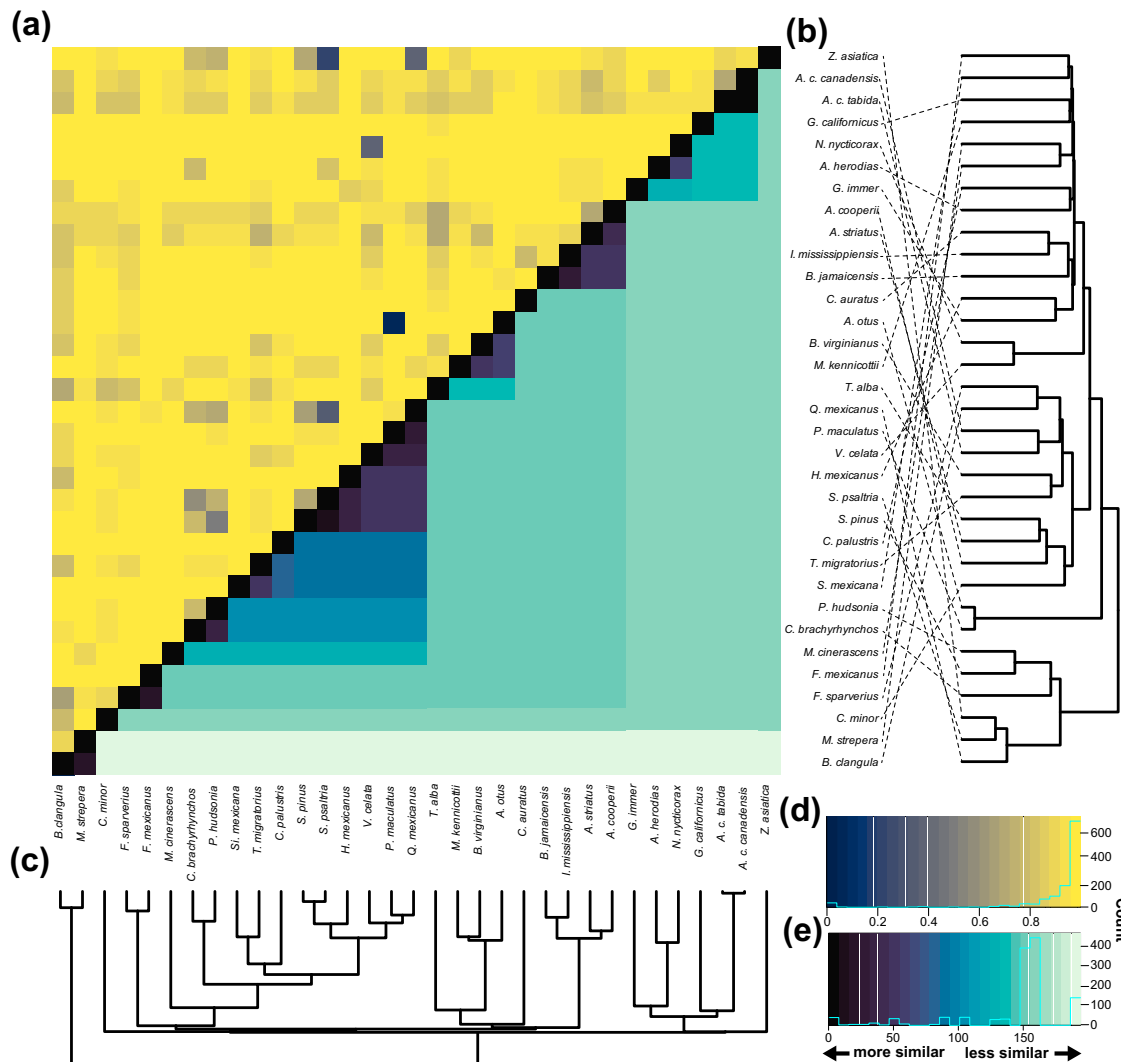 (a)
(b)
Z. asiatica
A. c. canadensis
A. c. tabida
G. californicus
N. nycticorax
A. herodias
G. immer
A. cooperii
A. striatus
I. mississippiensis
B. jamaicensis
C. auratus
A. otus
B. virginianus
M. kennicottii
T. alba
Q. mexicanus
P. maculatus
V. celata
H. mexicanus
S. psaltria
S. pinus
C. palustris
T. migratorius
S. mexicana
P. hudsonia
C. brachyrhynchos
M. cinerascens
F. mexicanus
F. sparverius
C. minor
M. strepera
B. clangula
B. clangula
M. strepera
C. minor
F. sparverius
F. mexicanus
M. cinerascens
C. brachyrhynchos
P. hudsonia
Si. mexicana
T. migratorius
C. palustris
S. pinus
S. psaltria
H. mexicanus
V. celata
P. maculatus
Q. mexicanus
T. alba
M. kennicottii
B. virginianus
A. otus
C. auratus
B. jamaicensis
I. mississippiensis
A. striatus
A. cooperii
G. immer
A. herodias
N. nycticorax
G. californicus
A. c. tabida
A. c. canadensis
Z. asiatica
(c)
(d)
600
400
200
0
0.2 0.4 0.6 0.8
Count
(e)
400
300
200
100
0
0 50 100 150
more similar less similar